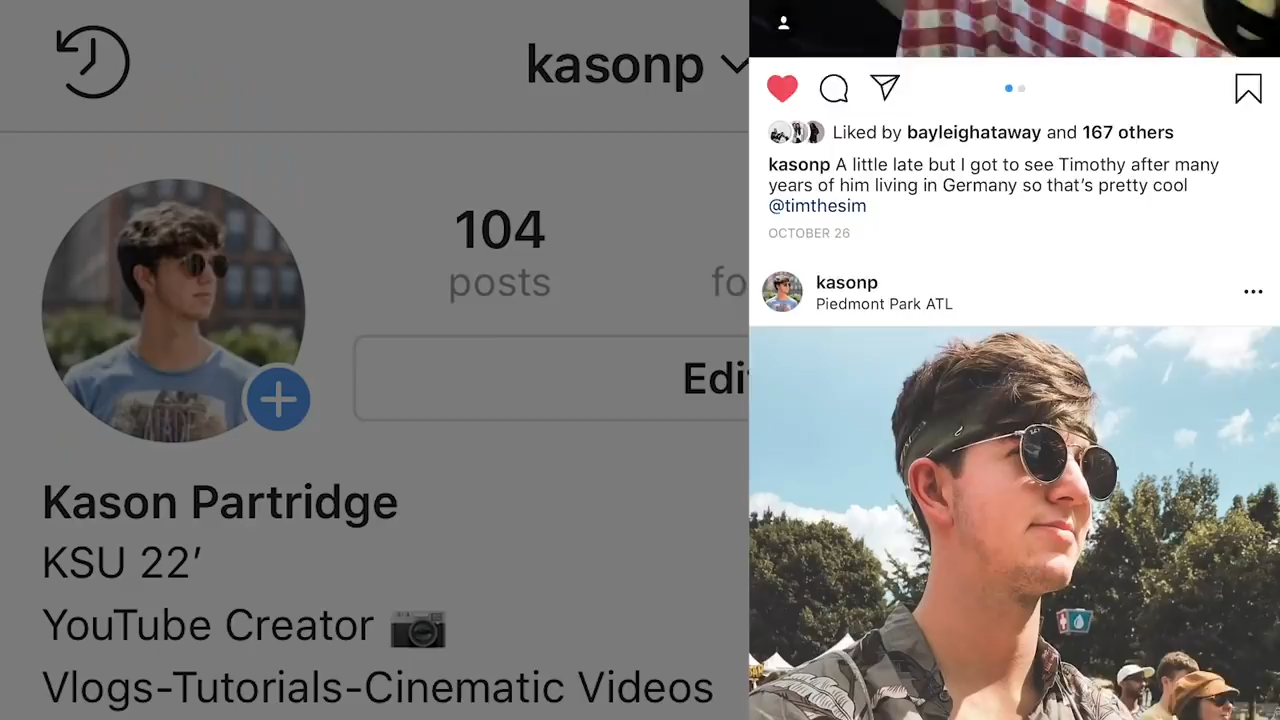 kasonp
104
posts
fo
Edi
Kason Partridge
KSU 22’
YouTube Creator
Vlogs-Tutorials-Cinematic Videos
Liked by bayleighataway and 167 others
kasonp A little late but I got to see Timothy after many
years of him living in Germany so that’s pretty cool
@timthesim
OCTOBER 26
kasonp
Piedmont Park ATL